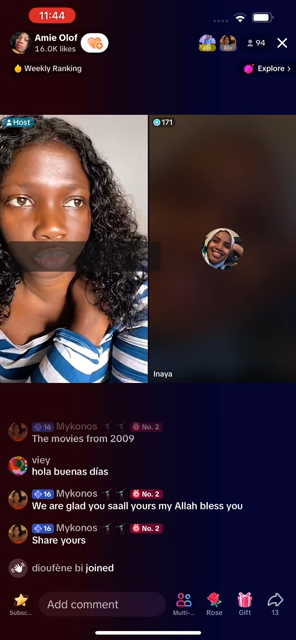 11:44
Amie Olof
16.0K likes
94
Weekly Ranking
Explore >
Host
171
Inaya
16 Mykonos No. 2
The movies from 2009
viey
hola buenas días
16 Mykonos No. 2
We are glad you saall yours my Allah bless you
16 Mykonos No. 2
Share yours
dioufène bi joined
Subsc...
Add comment
Multi-...
Rose
Gift
13